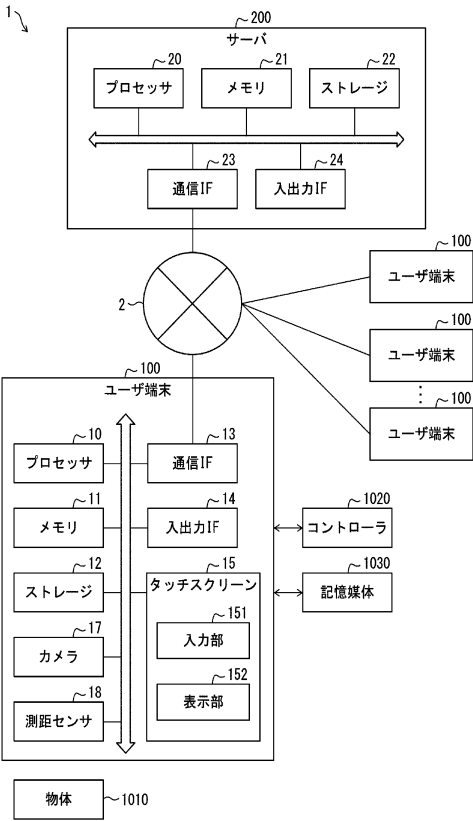 1
200
サーバ
20
21
22
プロセッサ
メモリ
ストレージ
23
24
通信IF
入出力IF
2
100
ユーザ端末
100
ユーザ端末
⋮
100
ユーザ端末
100
ユーザ端末
10
13
プロセッサ
通信IF
11
14
メモリ
入出力IF
1020
コントローラ
12
15
ストレージ
タッチスクリーン
1030
記憶媒体
151
入力部
17
カメラ
152
表示部
18
測距センサ
物体
1010